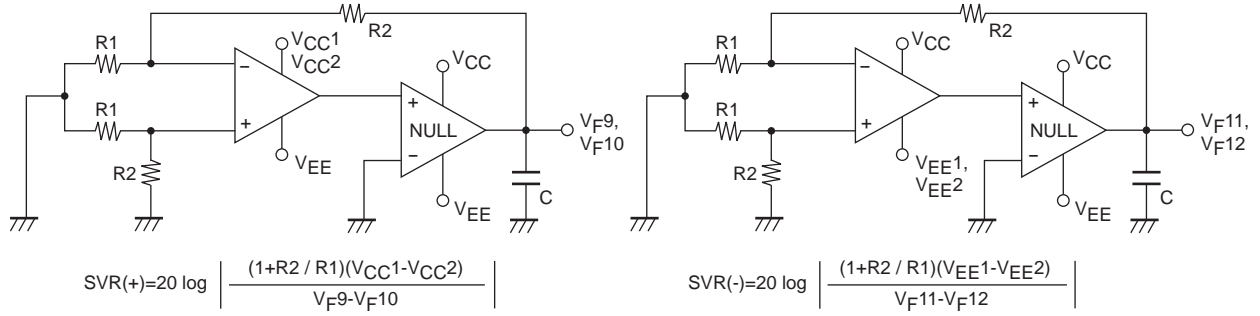 R2
R1
VCC1
VCC2
−
+
VCC
R1
+
NULL
−
VF9,
VF10
R2
VEE
VEE
C
SVR(+)=20 log | (1+R2 / R1)(VCC1-VCC2) / VF9-VF10 |
R2
R1
VCC
−
+
VCC
R1
+
NULL
−
VF11,
VF12
R2
VEE1,
VEE2
VEE
C
SVR(-)=20 log | (1+R2 / R1)(VEE1-VEE2) / VF11-VF12 |